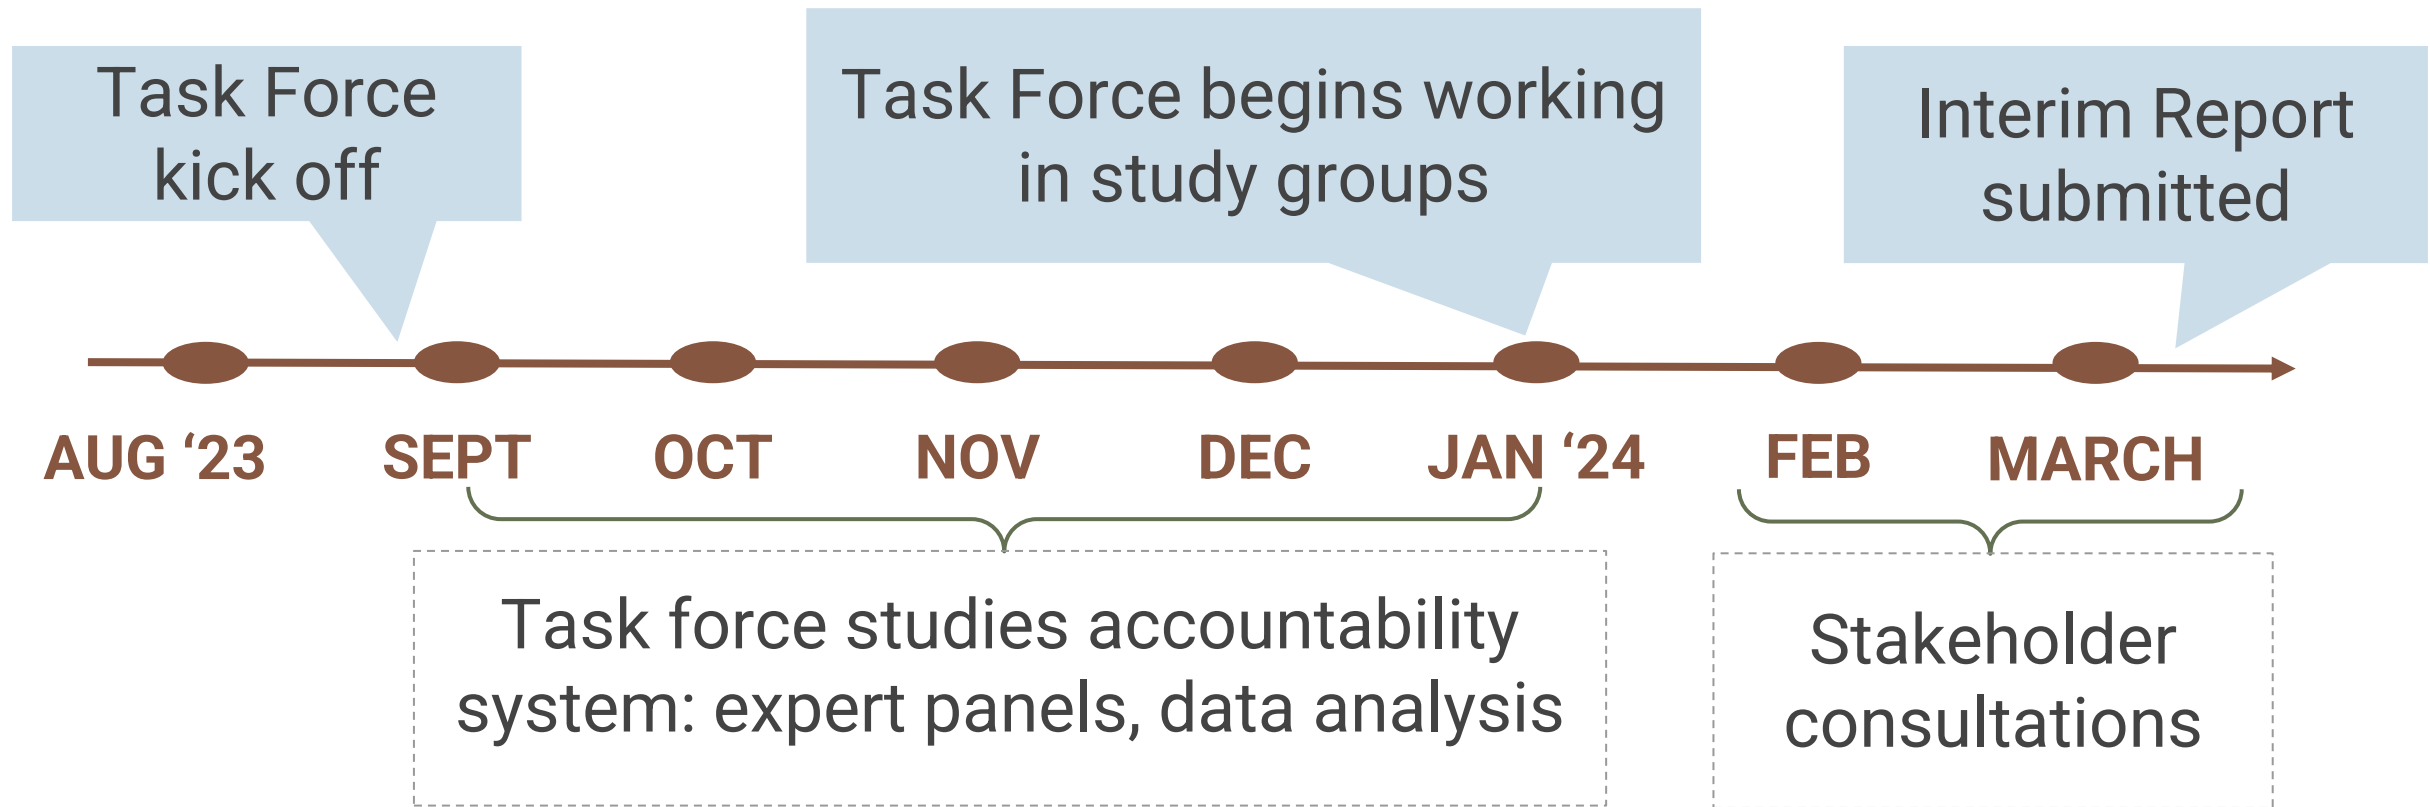 Task Force
kick off
Task Force begins working
in study groups
Interim Report
submitted
AUG ‘23
SEPT
OCT
NOV
DEC
JAN ‘24
FEB
MARCH
Task force studies accountability
system: expert panels, data analysis
Stakeholder
consultations